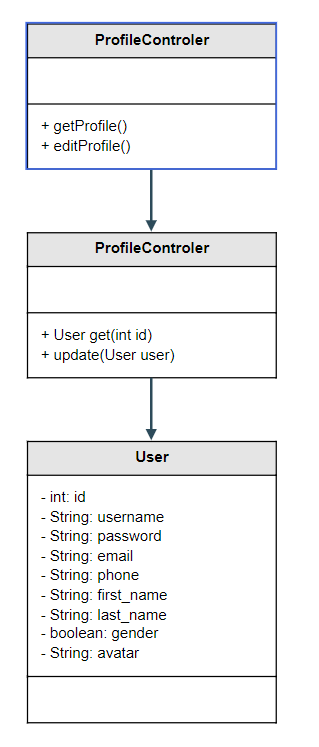 ProfileControler
+ getProfile()
+ editProfile()
ProfileControler
+ User get(int id)
+ update(User user)
User
- int: id
- String: username
- String: password
- String: email
- String: phone
- String: first_name
- String: last_name
- boolean: gender
- String: avatar